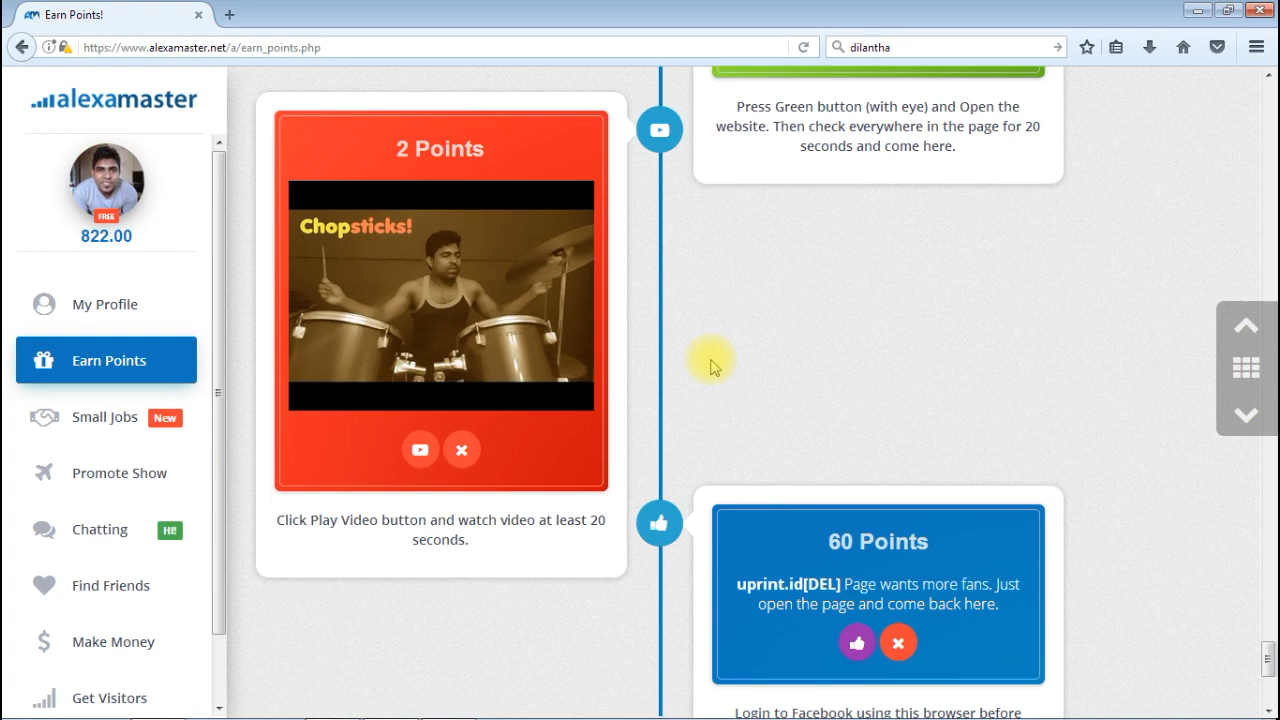 Earn Points!
https://www.alexamaster.net/a/earn_points.php
dilantha
alexamaster
FREE
822.00
My Profile
Earn Points
Small Jobs New
Promote Show
Chatting HI!
Find Friends
Make Money
Get Visitors
2 Points
Chopsticks!
Click Play Video button and watch video at least 20
seconds.
Press Green button (with eye) and Open the
website. Then check everywhere in the page for 20
seconds and come here.
60 Points
uprint.id[DEL] Page wants more fans. Just
open the page and come back here.
Login to Facebook using this browser before